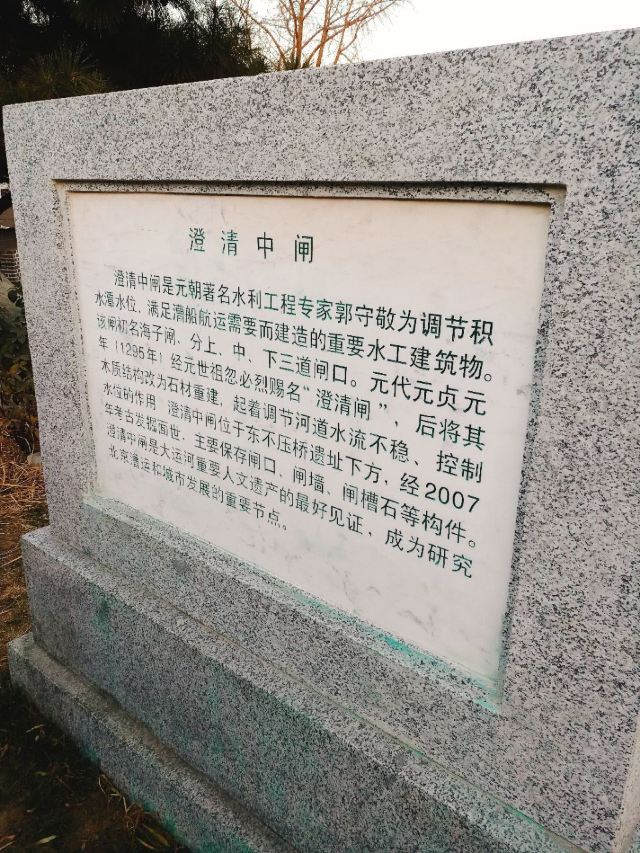 澄清中闸
澄清中闸是元朝著名水利工程专家郭守敬为调节积
水潭水位、满足漕船航运需要而建造的重要水工建筑物。
该闸初名海子闸，分上、中、下三道闸口。元代元贞元
年（1295年）经元世祖忽必烈赐名“澄清闸”，后将其
木质结构改为石材重建，起着调节河道水流不稳、控制
水位的作用 澄清中闸位于东不压桥遗址下方，经2007
年考古发掘面世，主要保存闸口、闸墙、闸槽石等构件。
澄清中闸是大运河重要人文遗产的最好见证，成为研究
北京漕运和城市发展的重要节点。